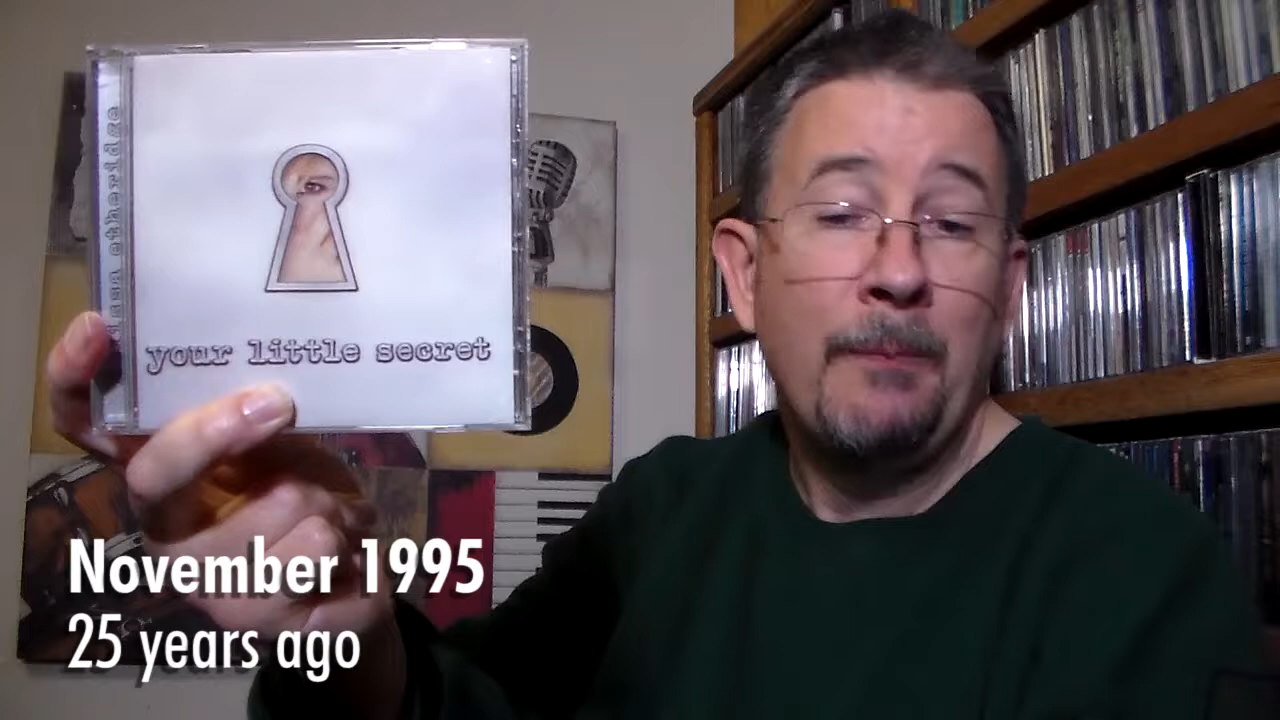 melissa etheridge
your little secret
November 1995
25 years ago